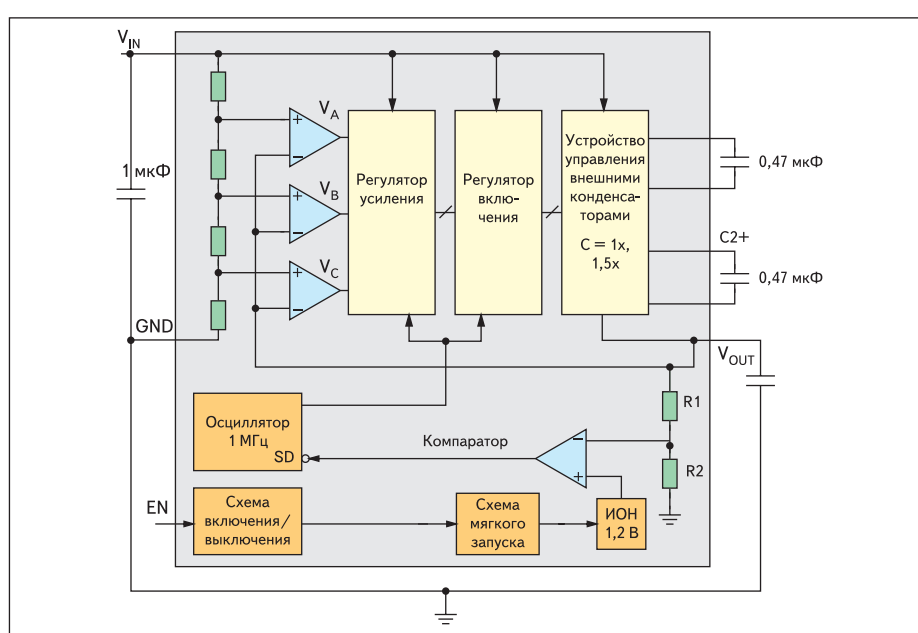 VIN
VA
VB
VC
+
−
+
−
+
−
1 мкФ
GND
Регулятор
усиления
Регулятор
вклю-
чения
Устройство
управления
внешними
конденса-
торами
C = 1x,
1,5x
0,47 мкФ
C2+
0,47 мкФ
VOUT
R1
R2
Осциллятор
1 МГц
SD
Компаратор
−
+
EN
Схема
включения/
выключения
Схема
мягкого
запуска
ИОН
1,2 В